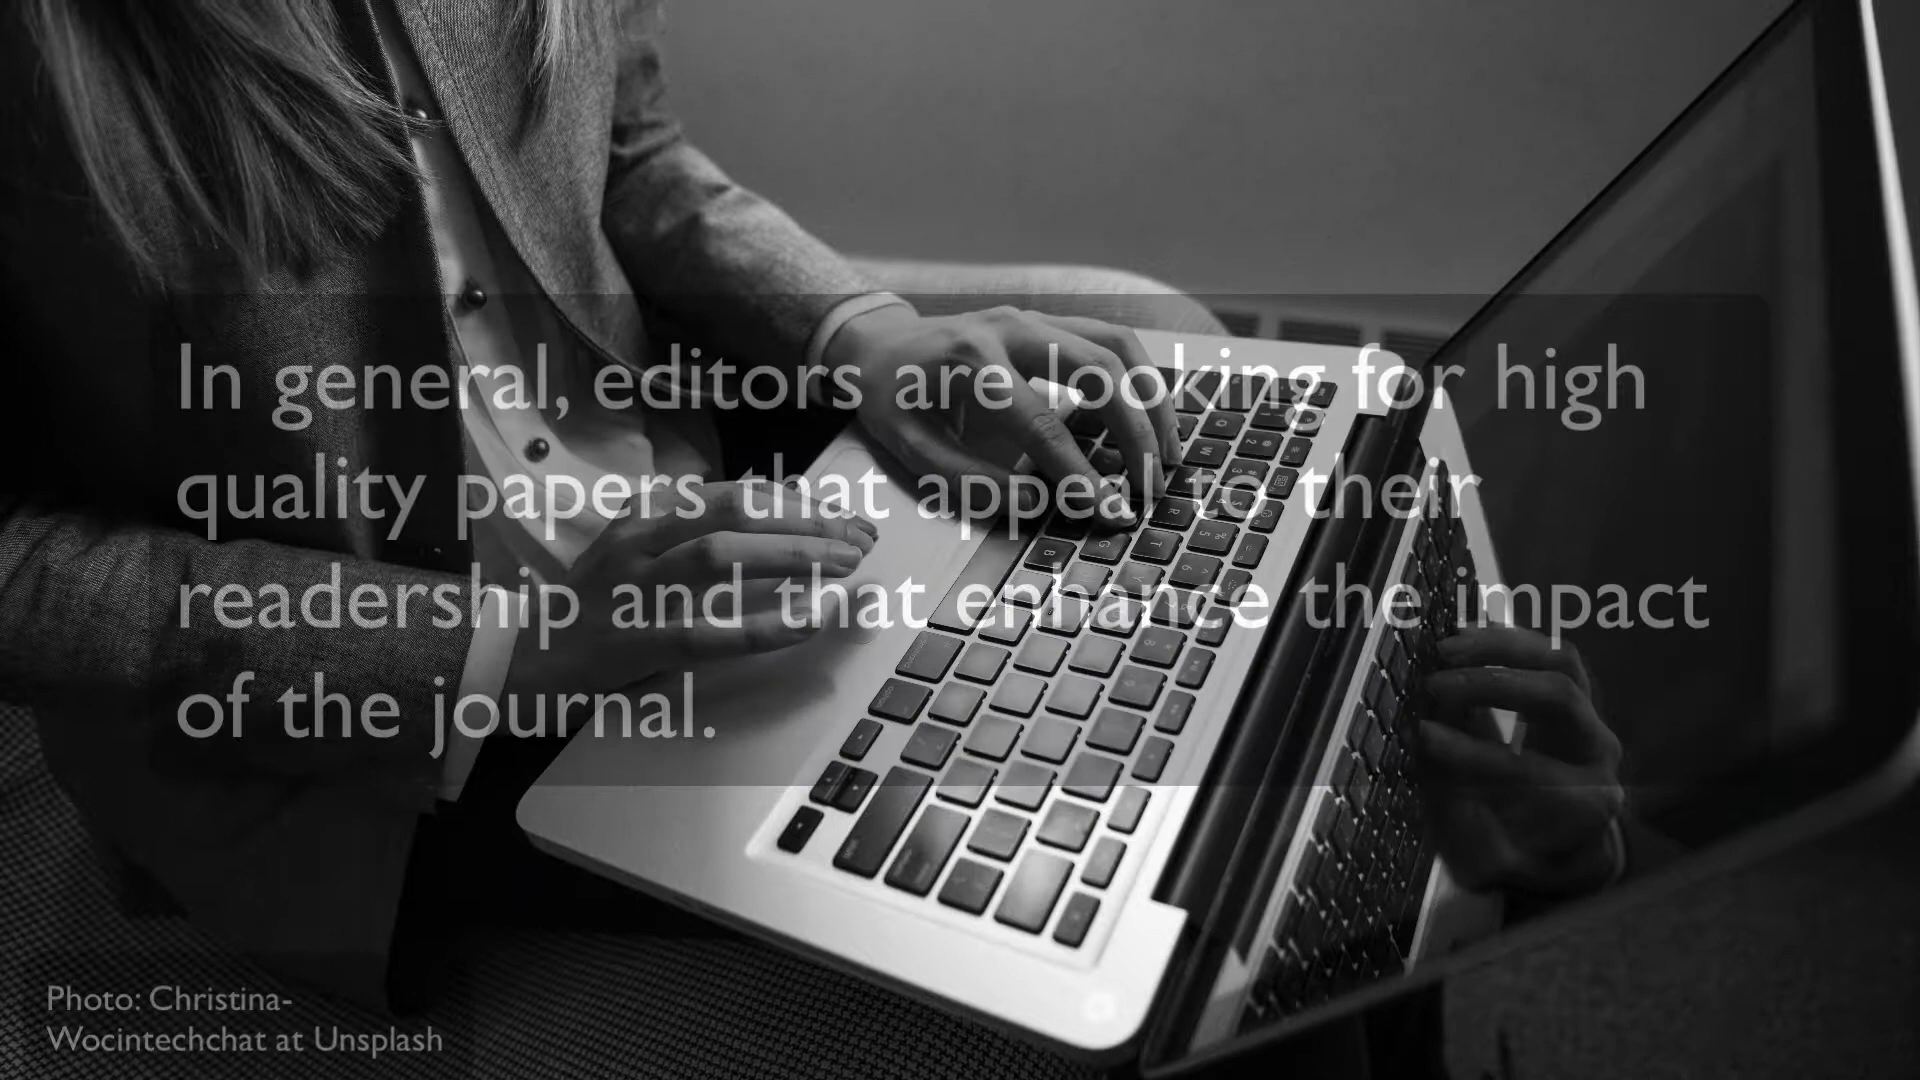 In general, editors are looking for high
quality papers that appeal to their
readership and that enhance the impact
of the journal.
Photo: Christina-
Wocintechchat at Unsplash